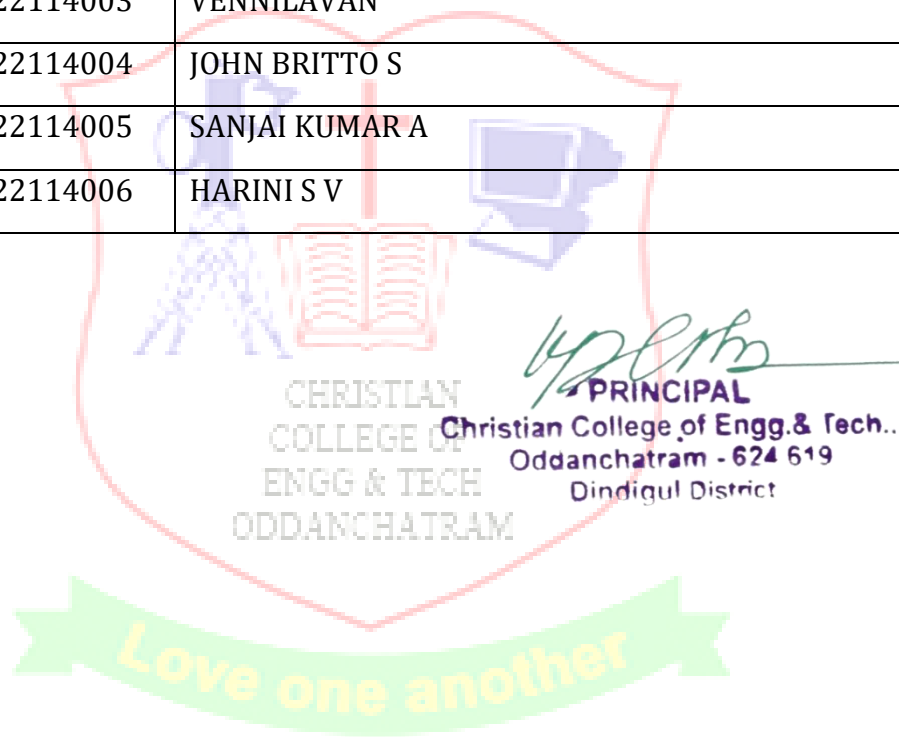 22114003 VENNILAVAN
22114004 JOHN BRITTO S
22114005 SANJAI KUMAR A
22114006 HARINI S V
PRINCIPAL
Christian College of Engg.& Tech..
Oddanchatram - 624 619
Dindigul District
CHRISTIAN
COLLEGE OF
ENGG & TECH
ODDANCHATRAM
Love one another